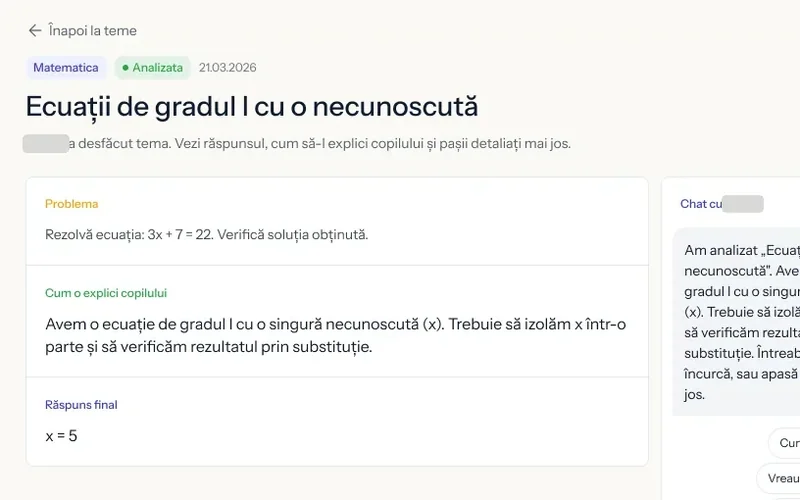 ← Înapoi la teme
Matematica
Analizata
21.03.2026
Ecuații de gradul I cu o necunoscută
a desfăcut tema. Vezi răspunsul, cum să-l explici copilului și pașii detaliați mai jos.
Problema
Rezolvă ecuația: 3x + 7 = 22. Verifică soluția obținută.
Cum o explici copilului
Avem o ecuație de gradul I cu o singură necunoscută (x). Trebuie să izolăm x într-o
parte și să verificăm rezultatul prin substituție.
Răspuns final
x = 5
Chat cu
Am analizat „Ecuaț
necunoscută”. Ave
gradul I cu o singur
(x). Trebuie să izolă
să verificăm rezulta
substituție. Întreab
încurcă, sau apasă
jos.
Cum
Vreau